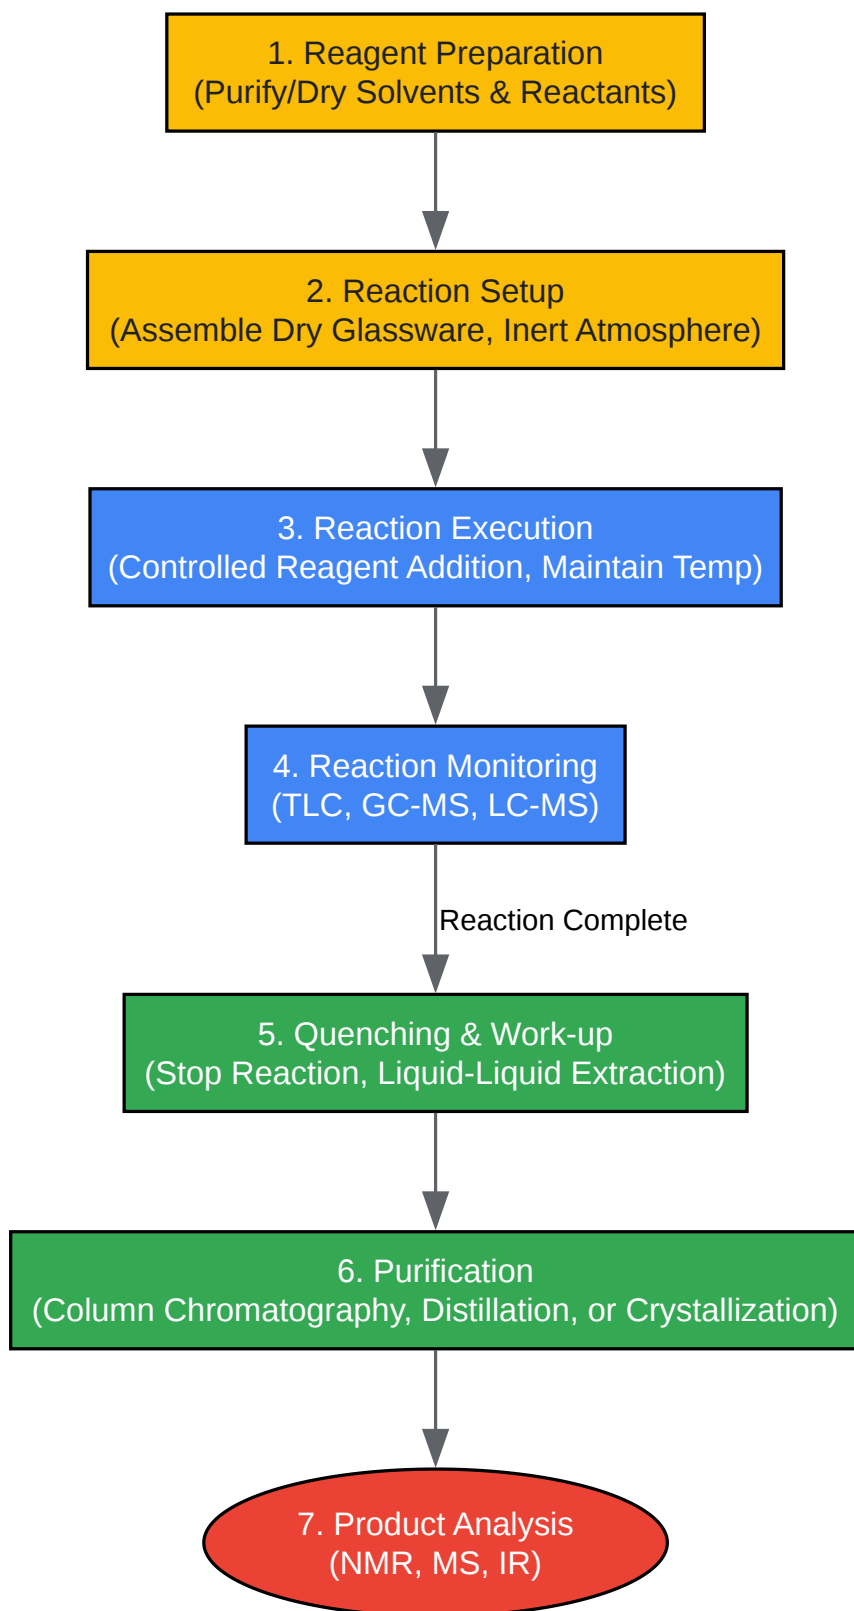 1. Reagent Preparation
(Purify/Dry Solvents & Reactants)
2. Reaction Setup
(Assemble Dry Glassware, Inert Atmosphere)
3. Reaction Execution
(Controlled Reagent Addition, Maintain Temp)
4. Reaction Monitoring
(TLC, GC-MS, LC-MS)
Reaction Complete
5. Quenching & Work-up
(Stop Reaction, Liquid-Liquid Extraction)
6. Purification
(Column Chromatography, Distillation, or Crystallization)
7. Product Analysis
(NMR, MS, IR)